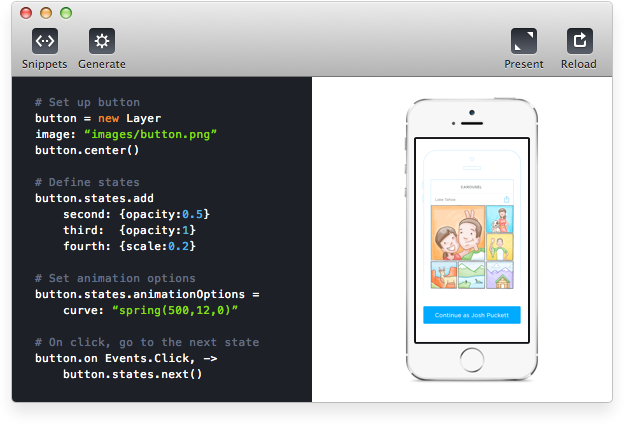 Snippets
Generate
Present
Reload
# Set up button
button = new Layer
image: “images/button.png”
button.center()
# Define states
button.states.add
second: {opacity:0.5}
third:  {opacity:1}
fourth: {scale:0.2}
# Set animation options
button.states.animationOptions =
curve: “spring(500,12,0)”
# On click, go to the next state
button.on Events.Click, ->
button.states.next()
CAROUSEL
Lake Tahoe
Continue as Josh Puckett